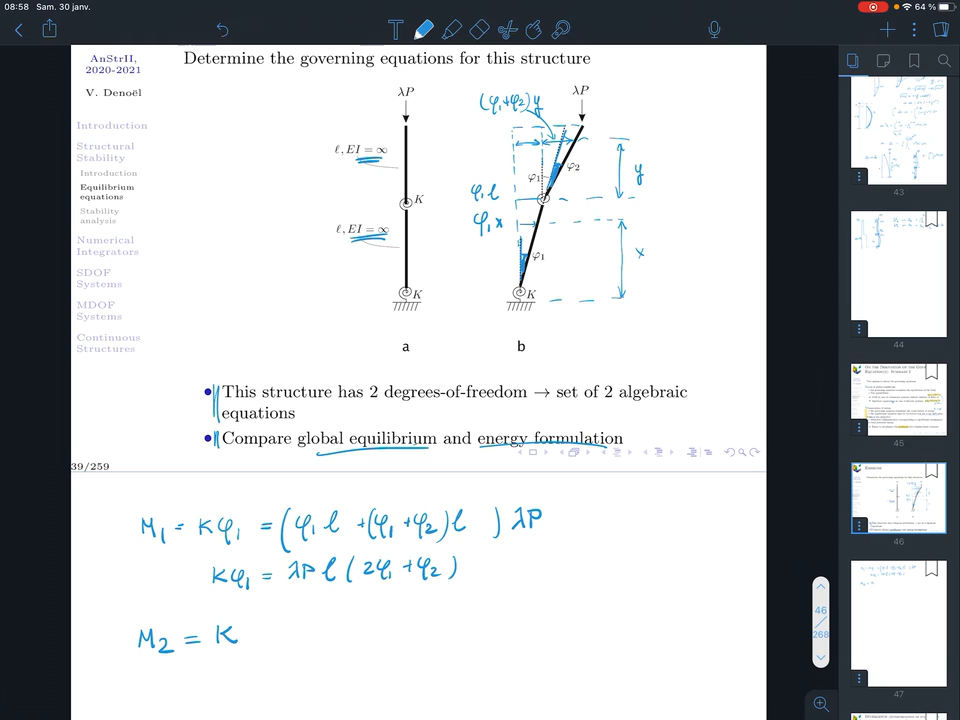 08:58 Sam. 30 janv.
64 %
AnStrII,
2020-2021
V. Denoël
Introduction
Structural
Stability
Introduction
Equilibrium
equations
Stability
analysis
Numerical
Integrators
SDOF
Systems
MDOF
Systems
Continuous
Structures
Determine the governing equations for this structure
λP
ℓ, EI = ∞
K
ℓ, EI = ∞
K
a
(φ₁+φ₂)y
λP
φ₁
φ₂
y
φ₁l
φ₁x
φ₁
x
K
b
• This structure has 2 degrees-of-freedom → set of 2 algebraic
equations
• Compare global equilibrium and energy formulation
39/259
M₁ = Kφ₁ = (φ₁l + (φ₁+φ₂)l ) λP
Kφ₁ = λP l (2φ₁+φ₂)
M₂ = K
46
268
43
44
45
46
47